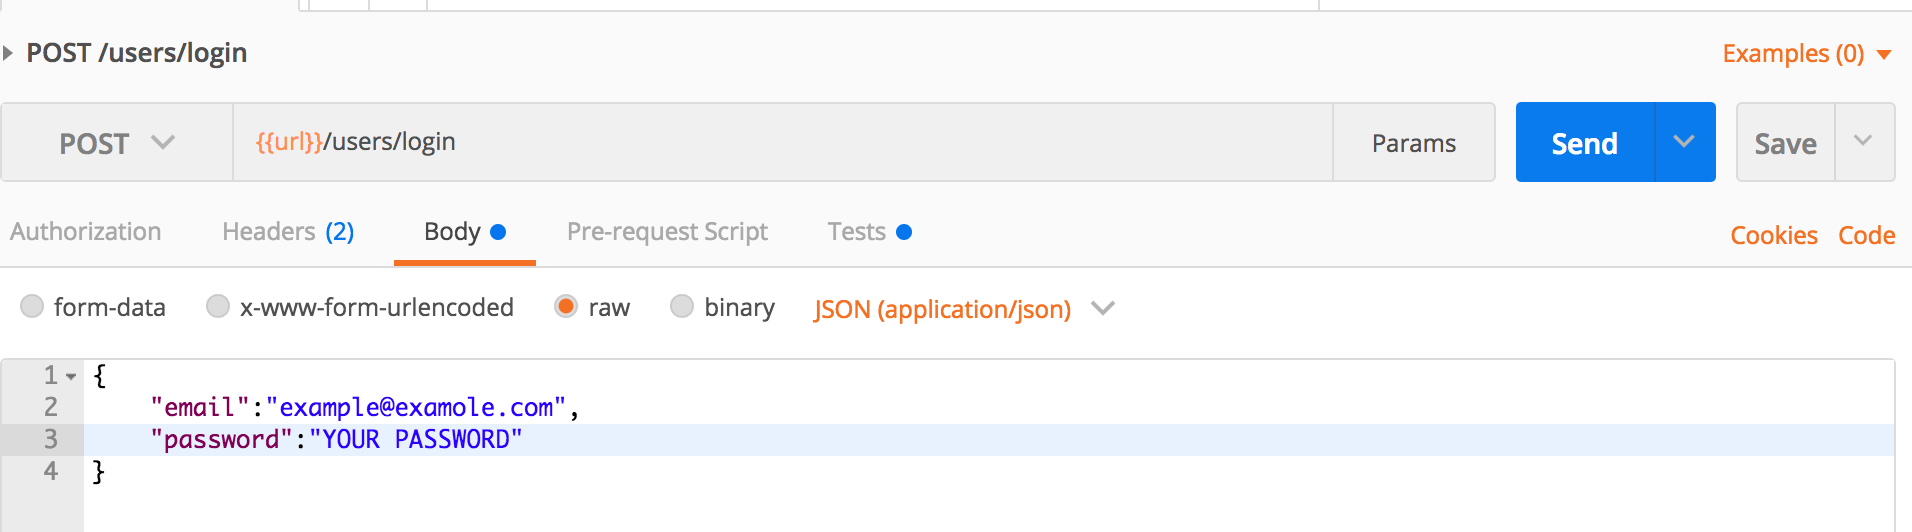 POST /users/login
Examples (0)
POST
{{url}}/users/login
Params
Send
Save
Authorization
Headers (2)
Body
Pre-request Script
Tests
Cookies
Code
form-data
x-www-form-urlencoded
raw
binary
JSON (application/json)
1 {
2 "email":"example@examole.com",
3 "password":"YOUR PASSWORD"
4 }